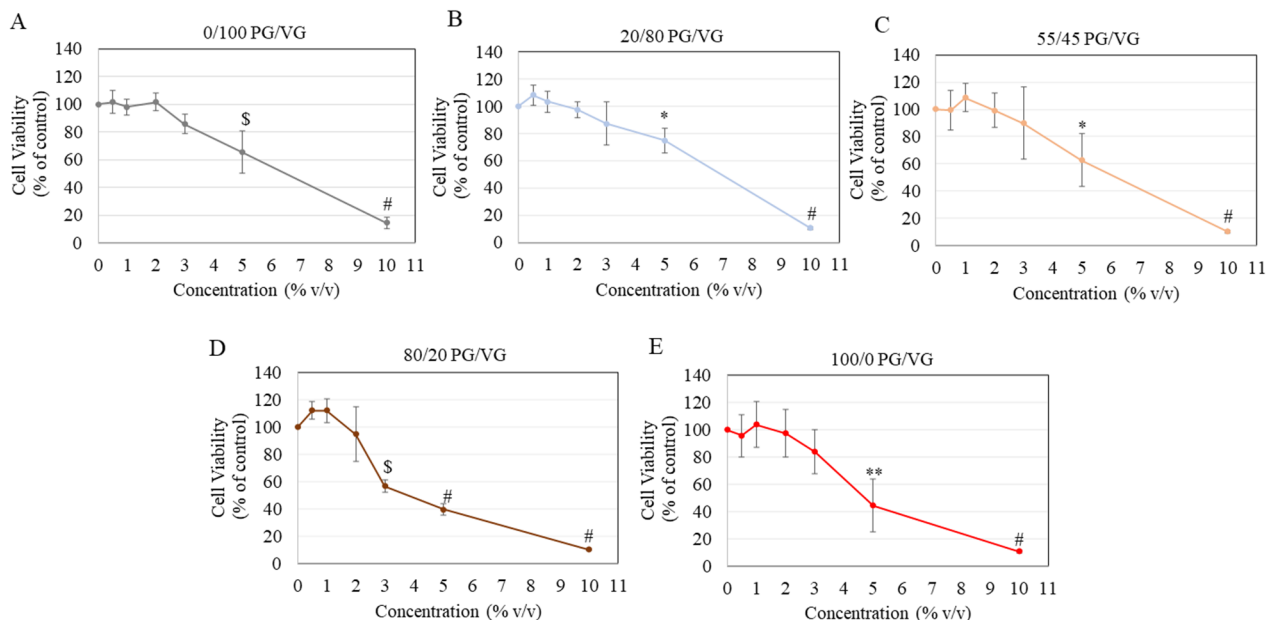 A
0/100 PG/VG
140
120
100
80
60
40
20
0
Cell Viability
(% of control)
$
#
0 1 2 3 4 5 6 7 8 9 10 11
Concentration (% v/v)
B
20/80 PG/VG
140
120
100
80
60
40
20
0
Cell Viability
(% of control)
*
#
0 1 2 3 4 5 6 7 8 9 10 11
Concentration (% v/v)
C
55/45 PG/VG
140
120
100
80
60
40
20
0
Cell Viability
(% of control)
*
#
0 1 2 3 4 5 6 7 8 9 10 11
Concentration (% v/v)
D
80/20 PG/VG
140
120
100
80
60
40
20
0
Cell Viability
(% of control)
$
#
#
0 1 2 3 4 5 6 7 8 9 10 11
Concentration (% v/v)
E
100/0 PG/VG
140
120
100
80
60
40
20
0
Cell Viability
(% of control)
**
#
0 1 2 3 4 5 6 7 8 9 10 11
Concentration (% v/v)